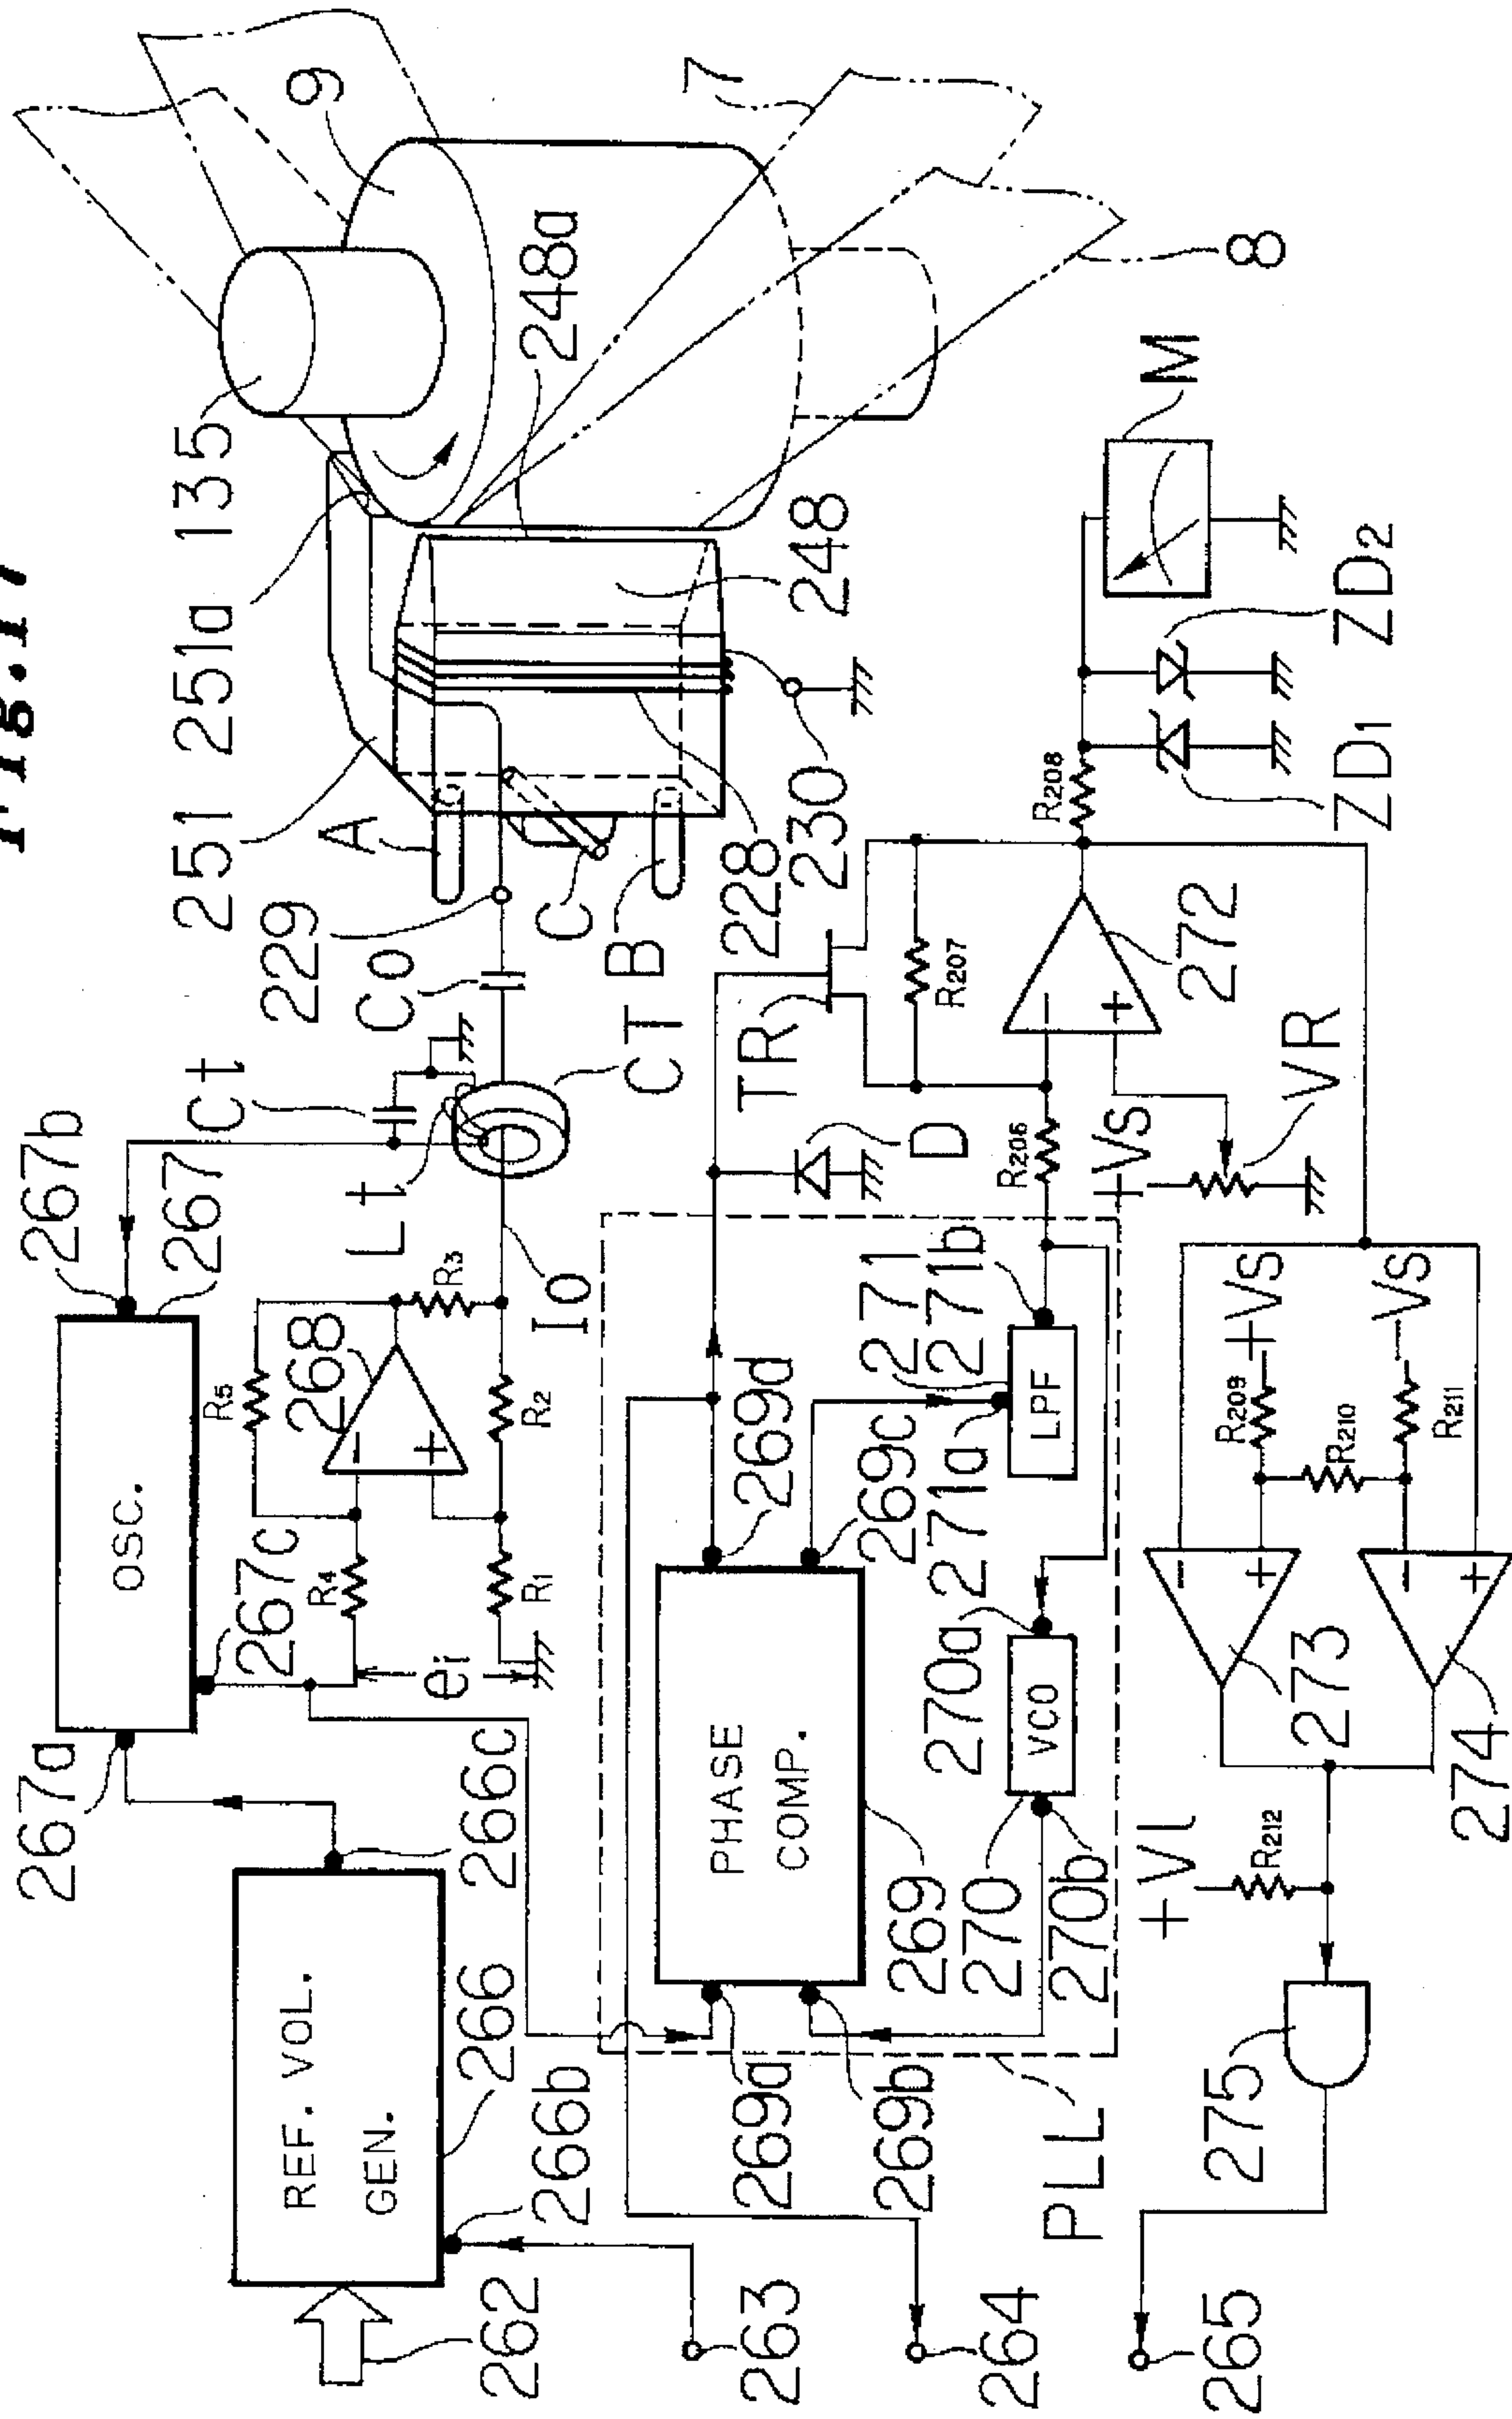 Fig.17
267b
267
267a
OSC.
267c
R5
268
R4
R3
R1
R2
ei
Io
Lt
Ct
Co
CT
229
251
251a
135
9
7
8
248a
248
A
C
B
228
230
REF. VOL.
GEN.
266
266c
266b
262
263
264
265
PHASE
COMP.
269
269a
269b
269c
269d
271
271a
271b
LPF
VCO
270
270a
270b
PLL
D
TR
R206
R207
R208
272
VR
+VS
M
ZD1
ZD2
+VS
R209
R210
R211
-VS
273
274
R212
+Vl
275
-
+
-
+
-
+
-
+